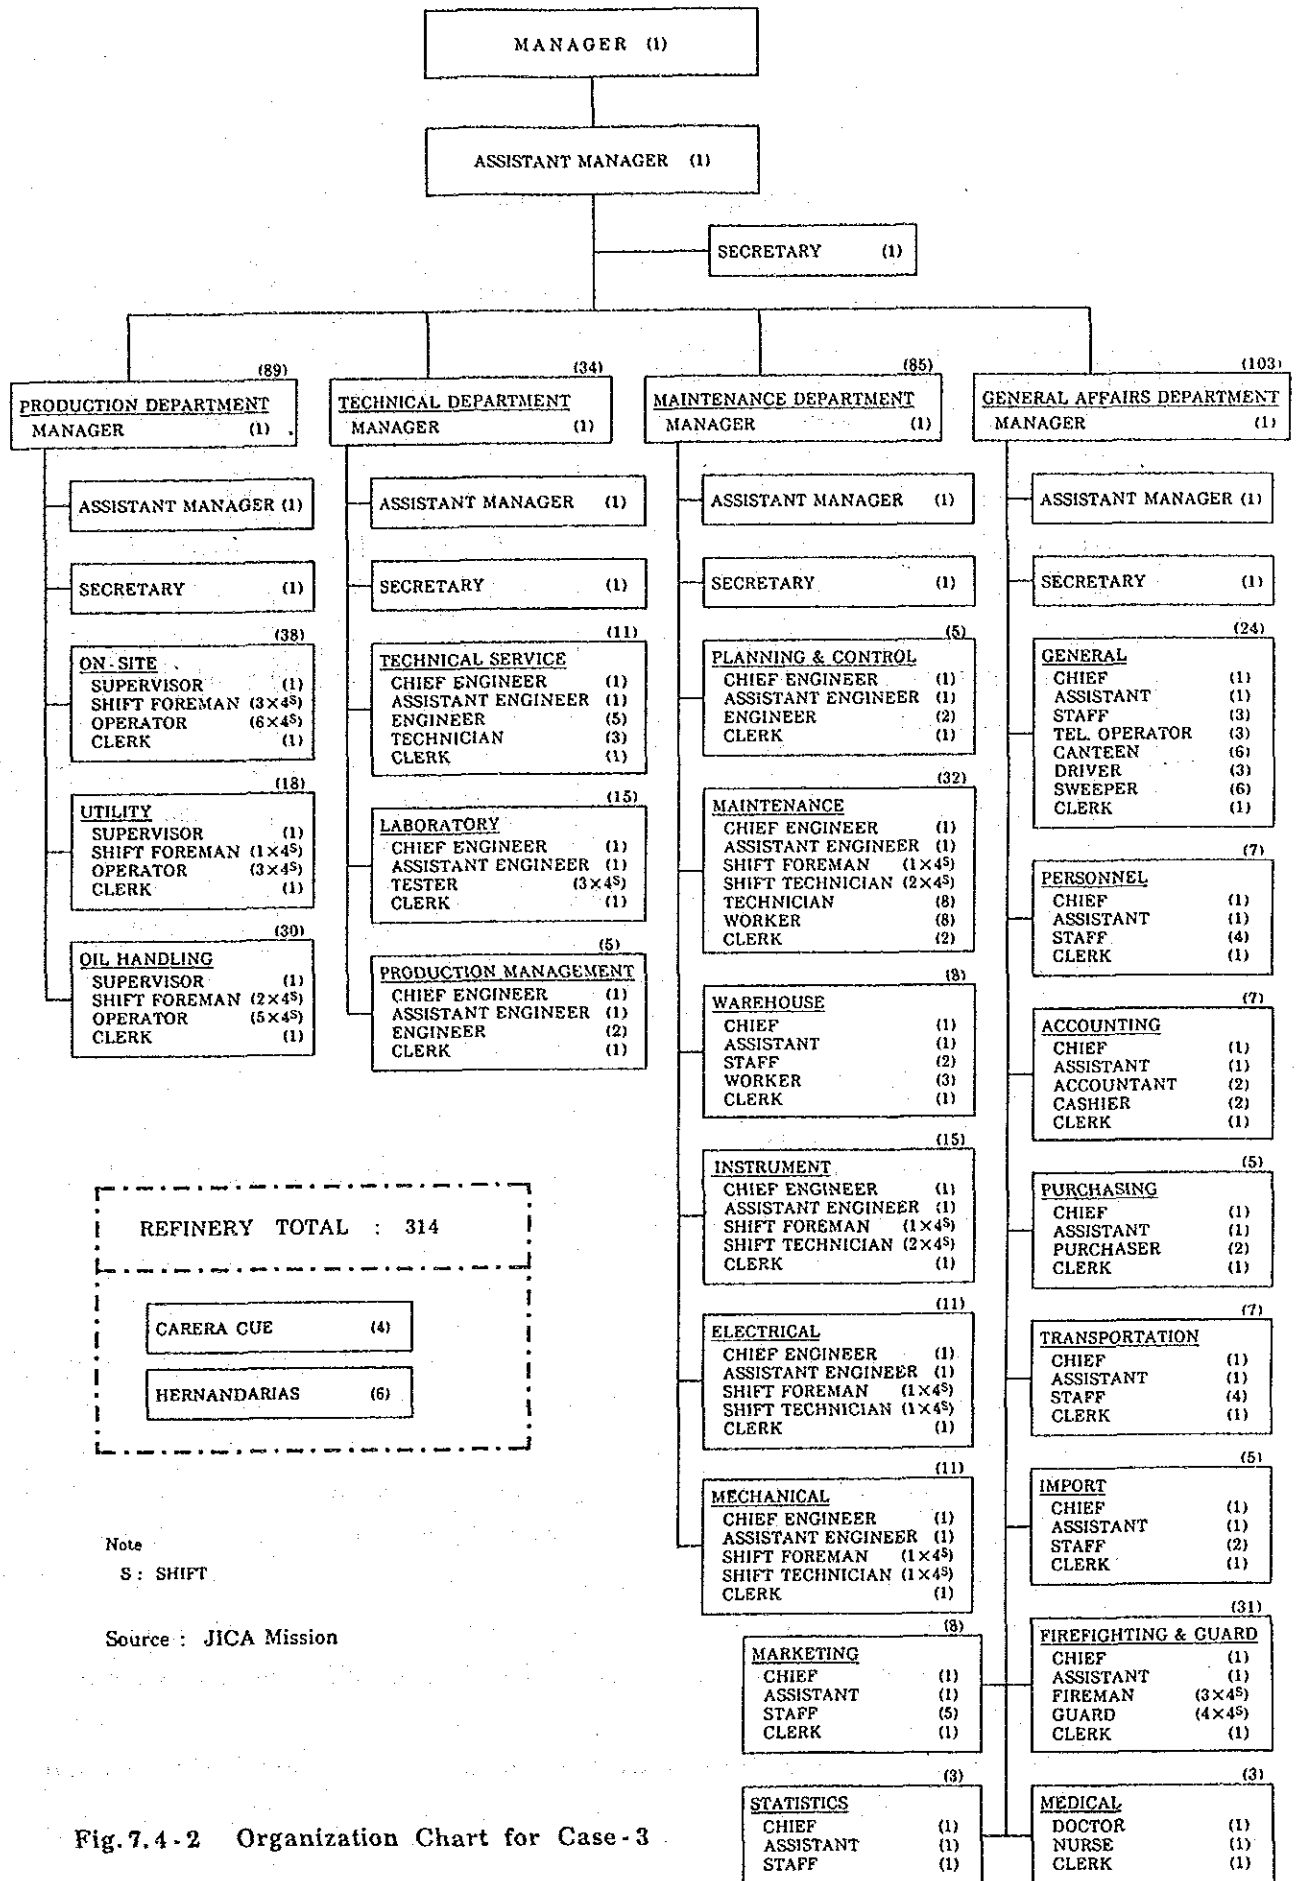 MANAGER (1)
ASSISTANT MANAGER (1)
SECRETARY (1)
(89)
PRODUCTION DEPARTMENT
MANAGER (1)
ASSISTANT MANAGER (1)
SECRETARY (1)
(38)
ON-SITE
SUPERVISOR (1)
SHIFT FOREMAN (3×4S)
OPERATOR (6×4S)
CLERK (1)
(18)
UTILITY
SUPERVISOR (1)
SHIFT FOREMAN (1×4S)
OPERATOR (3×4S)
CLERK (1)
(30)
OIL HANDLING
SUPERVISOR (1)
SHIFT FOREMAN (2×4S)
OPERATOR (5×4S)
CLERK (1)
(34)
TECHNICAL DEPARTMENT
MANAGER (1)
ASSISTANT MANAGER (1)
SECRETARY (1)
(11)
TECHNICAL SERVICE
CHIEF ENGINEER (1)
ASSISTANT ENGINEER (1)
ENGINEER (5)
TECHNICIAN (3)
CLERK (1)
(15)
LABORATORY
CHIEF ENGINEER (1)
ASSISTANT ENGINEER (1)
TESTER (3×4S)
CLERK (1)
(5)
PRODUCTION MANAGEMENT
CHIEF ENGINEER (1)
ASSISTANT ENGINEER (1)
ENGINEER (2)
CLERK (1)
(85)
MAINTENANCE DEPARTMENT
MANAGER (1)
ASSISTANT MANAGER (1)
SECRETARY (1)
(5)
PLANNING & CONTROL
CHIEF ENGINEER (1)
ASSISTANT ENGINEER (1)
ENGINEER (2)
CLERK (1)
(32)
MAINTENANCE
CHIEF ENGINEER (1)
ASSISTANT ENGINEER (1)
SHIFT FOREMAN (1×4S)
SHIFT TECHNICIAN (2×4S)
TECHNICIAN (8)
WORKER (8)
CLERK (2)
(8)
WAREHOUSE
CHIEF (1)
ASSISTANT (1)
STAFF (2)
WORKER (3)
CLERK (1)
(15)
INSTRUMENT
CHIEF ENGINEER (1)
ASSISTANT ENGINEER (1)
SHIFT FOREMAN (1×4S)
SHIFT TECHNICIAN (2×4S)
CLERK (1)
(11)
ELECTRICAL
CHIEF ENGINEER (1)
ASSISTANT ENGINEER (1)
SHIFT FOREMAN (1×4S)
SHIFT TECHNICIAN (1×4S)
CLERK (1)
(11)
MECHANICAL
CHIEF ENGINEER (1)
ASSISTANT ENGINEER (1)
SHIFT FOREMAN (1×4S)
SHIFT TECHNICIAN (1×4S)
CLERK (1)
(103)
GENERAL AFFAIRS DEPARTMENT
MANAGER (1)
ASSISTANT MANAGER (1)
SECRETARY (1)
(24)
GENERAL
CHIEF (1)
ASSISTANT (1)
STAFF (3)
TEL. OPERATOR (3)
CANTEEN (6)
DRIVER (3)
SWEEPER (6)
CLERK (1)
(7)
PERSONNEL
CHIEF (1)
ASSISTANT (1)
STAFF (4)
CLERK (1)
(7)
ACCOUNTING
CHIEF (1)
ASSISTANT (1)
ACCOUNTANT (2)
CASHIER (2)
CLERK (1)
(5)
PURCHASING
CHIEF (1)
ASSISTANT (1)
PURCHASER (2)
CLERK (1)
(7)
TRANSPORTATION
CHIEF (1)
ASSISTANT (1)
STAFF (4)
CLERK (1)
(5)
IMPORT
CHIEF (1)
ASSISTANT (1)
STAFF (2)
CLERK (1)
(31)
FIREFIGHTING & GUARD
CHIEF (1)
ASSISTANT (1)
FIREMAN (3×4S)
GUARD (4×4S)
CLERK (1)
(8)
MARKETING
CHIEF (1)
ASSISTANT (1)
STAFF (5)
CLERK (1)
(3)
STATISTICS
CHIEF (1)
ASSISTANT (1)
STAFF (1)
(3)
MEDICAL
DOCTOR (1)
NURSE (1)
CLERK (1)
REFINERY TOTAL : 314
CARERA CUE (4)
HERNANDARIAS (6)
Note
S : SHIFT
Source : JICA Mission
Fig. 7.4-2 Organization Chart for Case-3